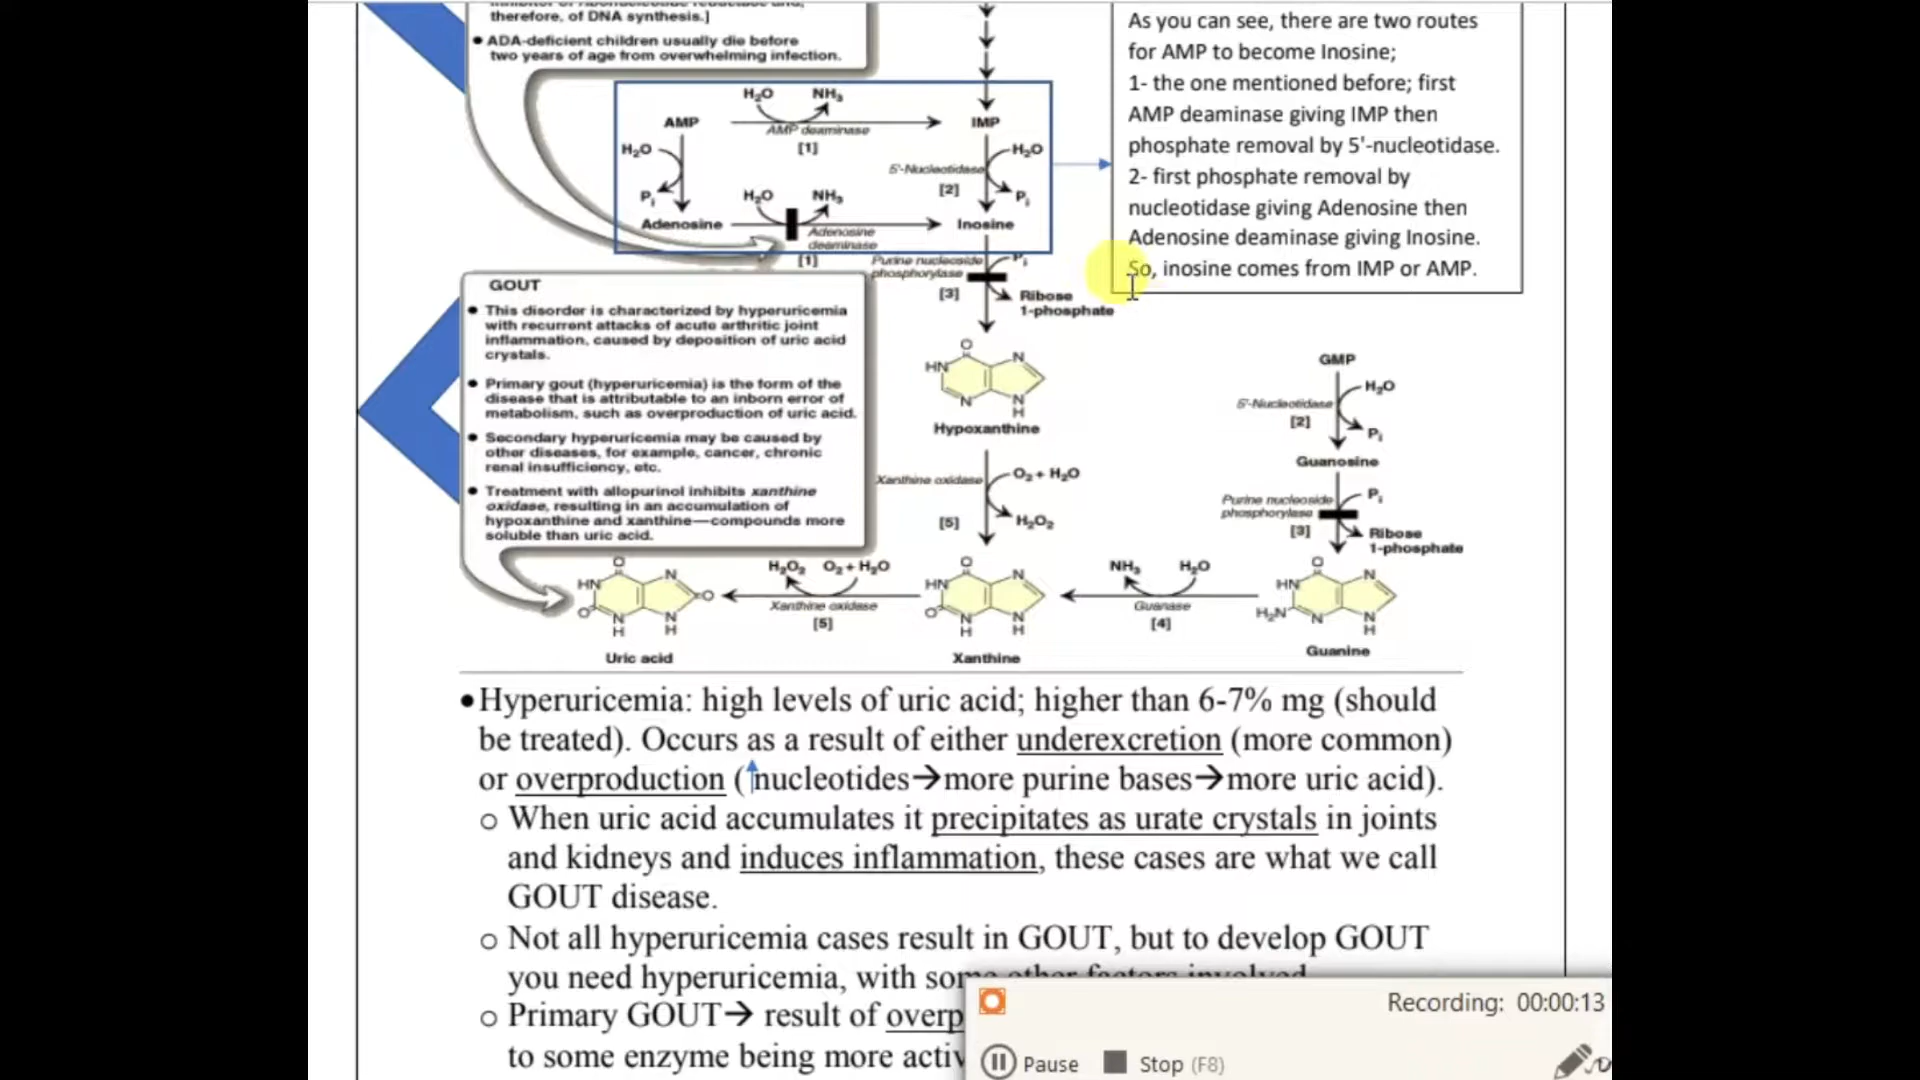 therefore, of DNA synthesis.]
● ADA-deficient children usually die before
two years of age from overwhelming infection.
As you can see, there are two routes
for AMP to become Inosine;
1- the one mentioned before; first
AMP deaminase giving IMP then
phosphate removal by 5'-nucleotidase.
2- first phosphate removal by
nucleotidase giving Adenosine then
Adenosine deaminase giving Inosine.
So, inosine comes from IMP or AMP.
H₂O NH₃
AMP IMP
AMP deaminase
[1]
H₂O H₂O
5'-Nucleotidase
[2]
Pi Pi
H₂O NH₃
Adenosine Inosine
Adenosine
deaminase
[1]
Purine nucleoside
phosphorylase
Pi
[3]
Ribose
1-phosphate
Hypoxanthine
O
HN
N
N
N
H
Xanthine oxidase
O₂ + H₂O
[5]
H₂O₂
GMP
H₂O
5'-Nucleotidase
[2]
Pi
Guanosine
Purine nucleoside
phosphorylase
Pi
[3]
Ribose
1-phosphate
GOUT
● This disorder is characterized by hyperuricemia
with recurrent attacks of acute arthritic joint
inflammation, caused by deposition of uric acid
crystals.
● Primary gout (hyperuricemia) is the form of the
disease that is attributable to an inborn error of
metabolism, such as overproduction of uric acid.
● Secondary hyperuricemia may be caused by
other diseases, for example, cancer, chronic
renal insufficiency, etc.
● Treatment with allopurinol inhibits xanthine
oxidase, resulting in an accumulation of
hypoxanthine and xanthine—compounds more
soluble than uric acid.
O
HN
N
O
O
N
H
N
H
Uric acid
H₂O₂ O₂ + H₂O
Xanthine oxidase
[5]
O
HN
N
O
N
H
N
H
Xanthine
NH₃ H₂O
Guanase
[4]
O
HN
N
H₂N
N
N
H
Guanine
•Hyperuricemia: high levels of uric acid; higher than 6-7% mg (should
be treated). Occurs as a result of either underexcretion (more common)
or overproduction (↑nucleotides→more purine bases→more uric acid).
o When uric acid accumulates it precipitates as urate crystals in joints
and kidneys and induces inflammation, these cases are what we call
GOUT disease.
o Not all hyperuricemia cases result in GOUT, but to develop GOUT
you need hyperuricemia, with some other factors involved
o Primary GOUT→ result of overp
to some enzyme being more activ
Recording: 00:00:13
Pause Stop (F8)